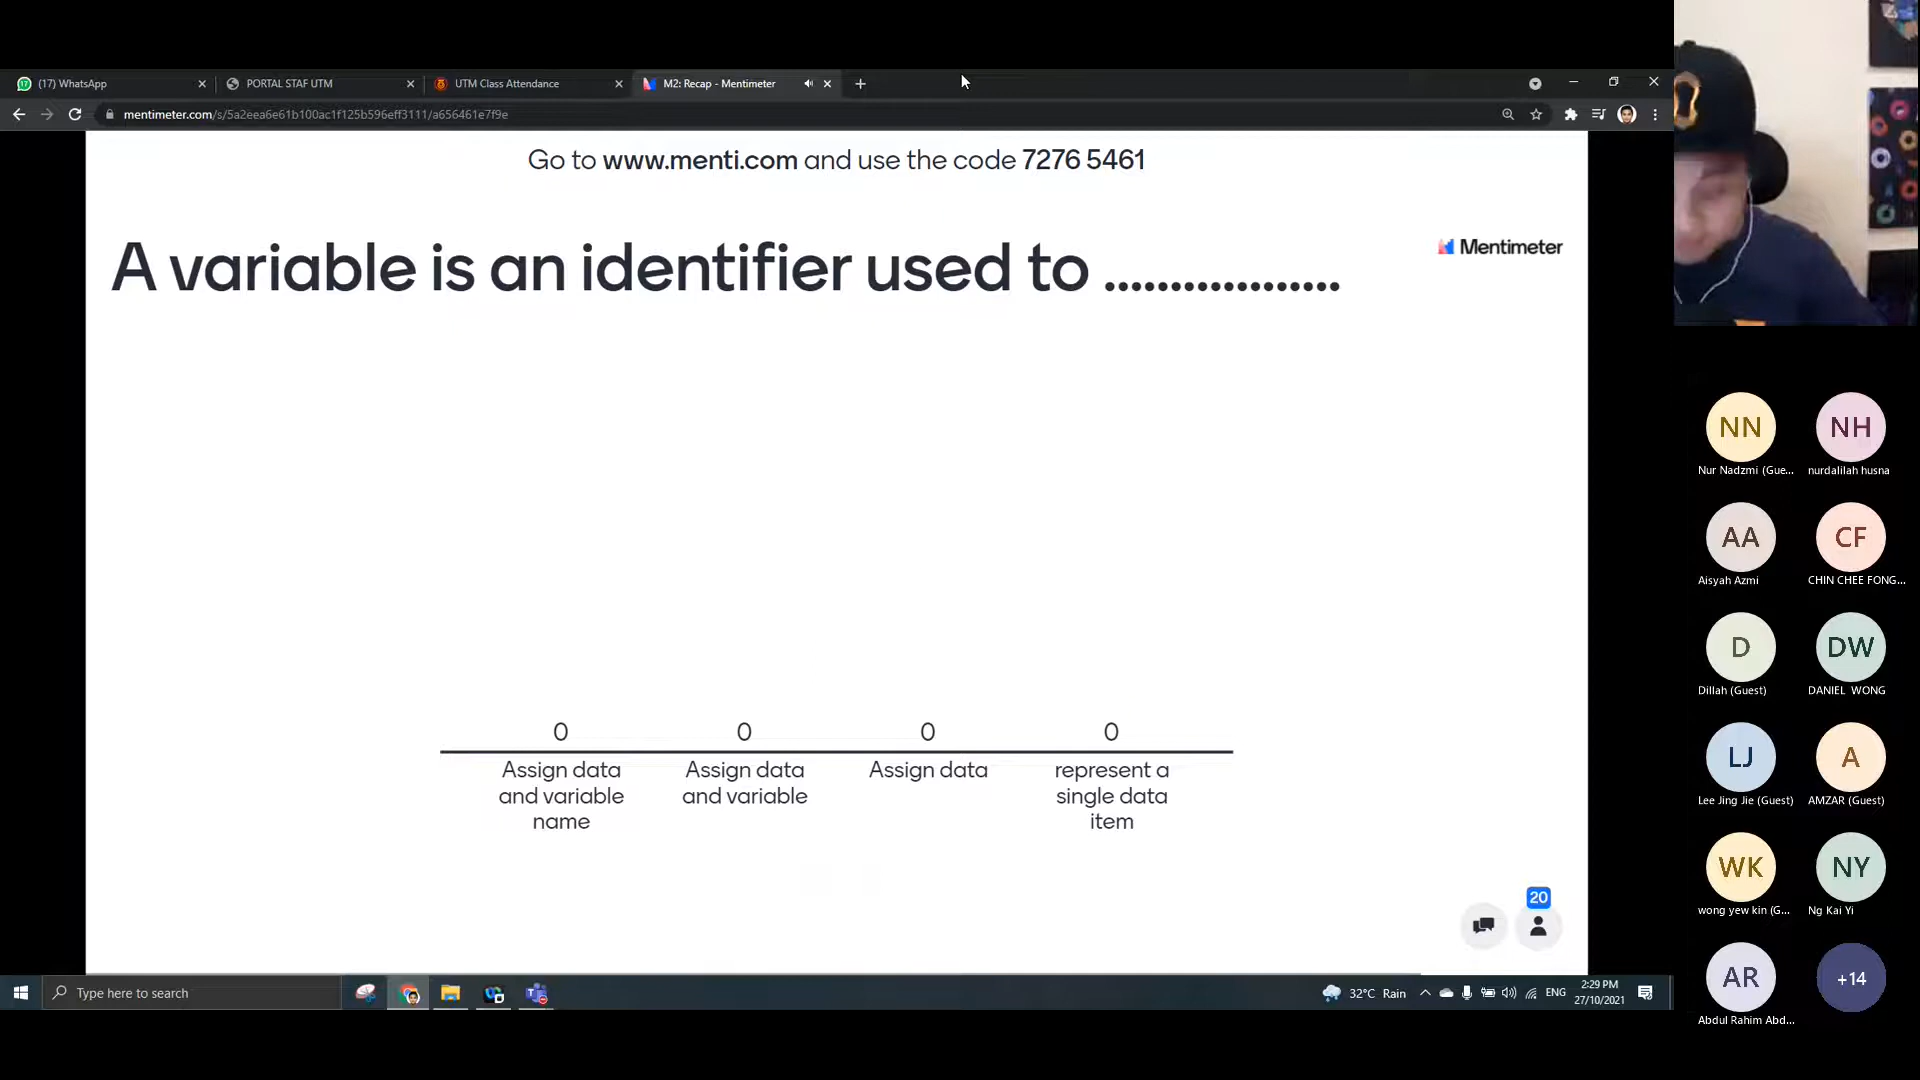 (17) WhatsApp
PORTAL STAF UTM
UTM Class Attendance
M2: Recap - Mentimeter
mentimeter.com/s/5a2eea6e61b100ac1f125b596eff3111/a656461e7f9e
Go to www.menti.com and use the code 7276 5461
A variable is an identifier used to ..................
Mentimeter
0 0 0 0
Assign data and variable name
Assign data and variable
Assign data
represent a single data item
20
Type here to search
32°C Rain
ENG
2:29 PM
27/10/2021
NN
Nur Nadzmi (Gue...
NH
nurdalilah husna
AA
Aisyah Azmi
CF
CHIN CHEE FONG...
D
Dillah (Guest)
DW
DANIEL WONG
LJ
Lee Jing Jie (Guest)
A
AMZAR (Guest)
WK
wong yew kin (G...
NY
Ng Kai Yi
AR
Abdul Rahim Abd...
+14